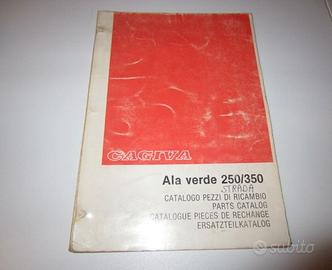 CAGIVA
Ala verde 250/350
STRADA
CATALOGO PEZZI DI RICAMBIO
PARTS CATALOG
CATALOGUE PIECES DE RECHANGE
ERSATZTEILKATALOG
subito